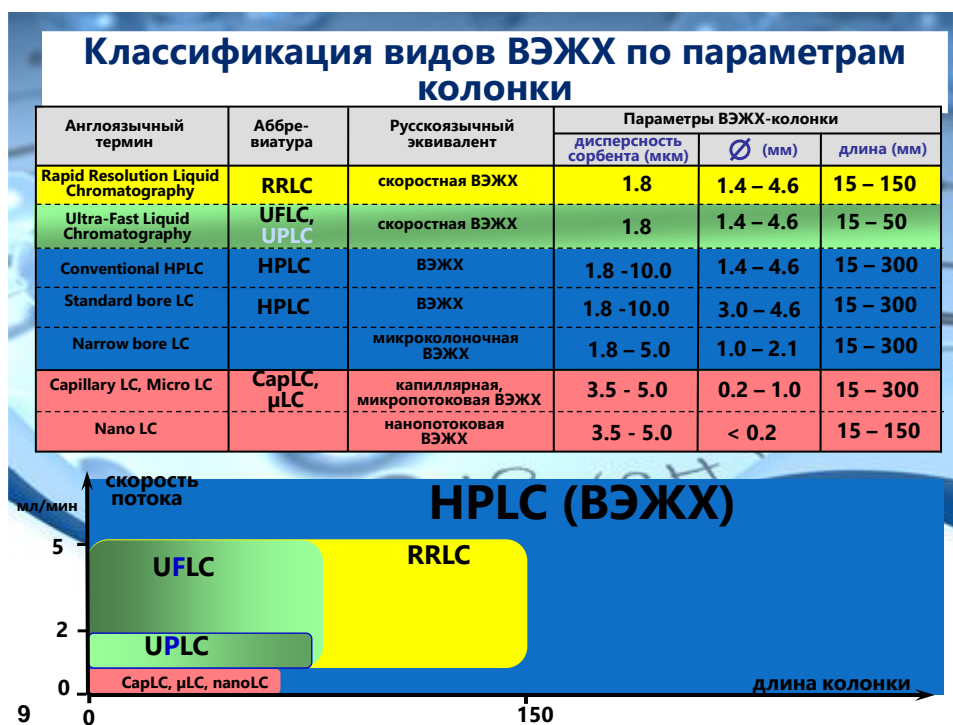 Классификация видов ВЭЖХ по параметрам
колонки
Англоязычный
термин
Аббре-
виатура
Русскоязычный
эквивалент
Параметры ВЭЖХ-колонки
дисперсность
сорбента (мкм)
Ø (мм)
длина (мм)
Rapid Resolution Liquid
Chromatography
RRLC
скоростная ВЭЖХ
1.8
1.4 – 4.6
15 – 150
Ultra-Fast Liquid
Chromatography
UFLC,
UPLC
скоростная ВЭЖХ
1.8
1.4 – 4.6
15 – 50
Conventional HPLC
HPLC
ВЭЖХ
1.8 -10.0
1.4 – 4.6
15 – 300
Standard bore LC
HPLC
ВЭЖХ
1.8 -10.0
3.0 – 4.6
15 – 300
Narrow bore LC
микроколоночная
ВЭЖХ
1.8 – 5.0
1.0 – 2.1
15 – 300
Capillary LC, Micro LC
CapLC,
µLC
капиллярная,
микропотоковая ВЭЖХ
3.5 - 5.0
0.2 – 1.0
15 – 300
Nano LC
нанопотоковая
ВЭЖХ
3.5 - 5.0
< 0.2
15 – 150
скорость
потока
мл/мин
HPLC (ВЭЖХ)
5
UFLC
RRLC
2
UPLC
0
CapLC, µLC, nanoLC
длина колонки
9
0
150